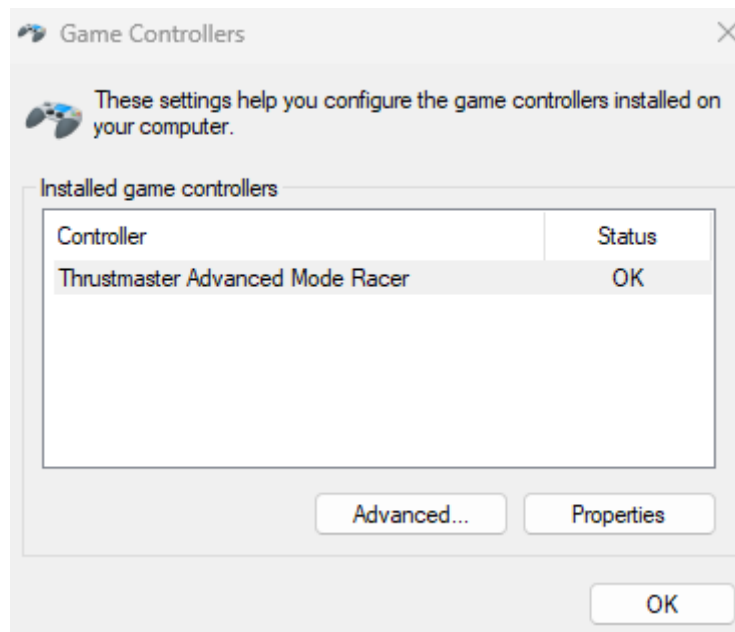 Game Controllers
These settings help you configure the game controllers installed on
your computer.
Installed game controllers
Controller Status
Thrustmaster Advanced Mode Racer OK
Advanced... Properties
OK